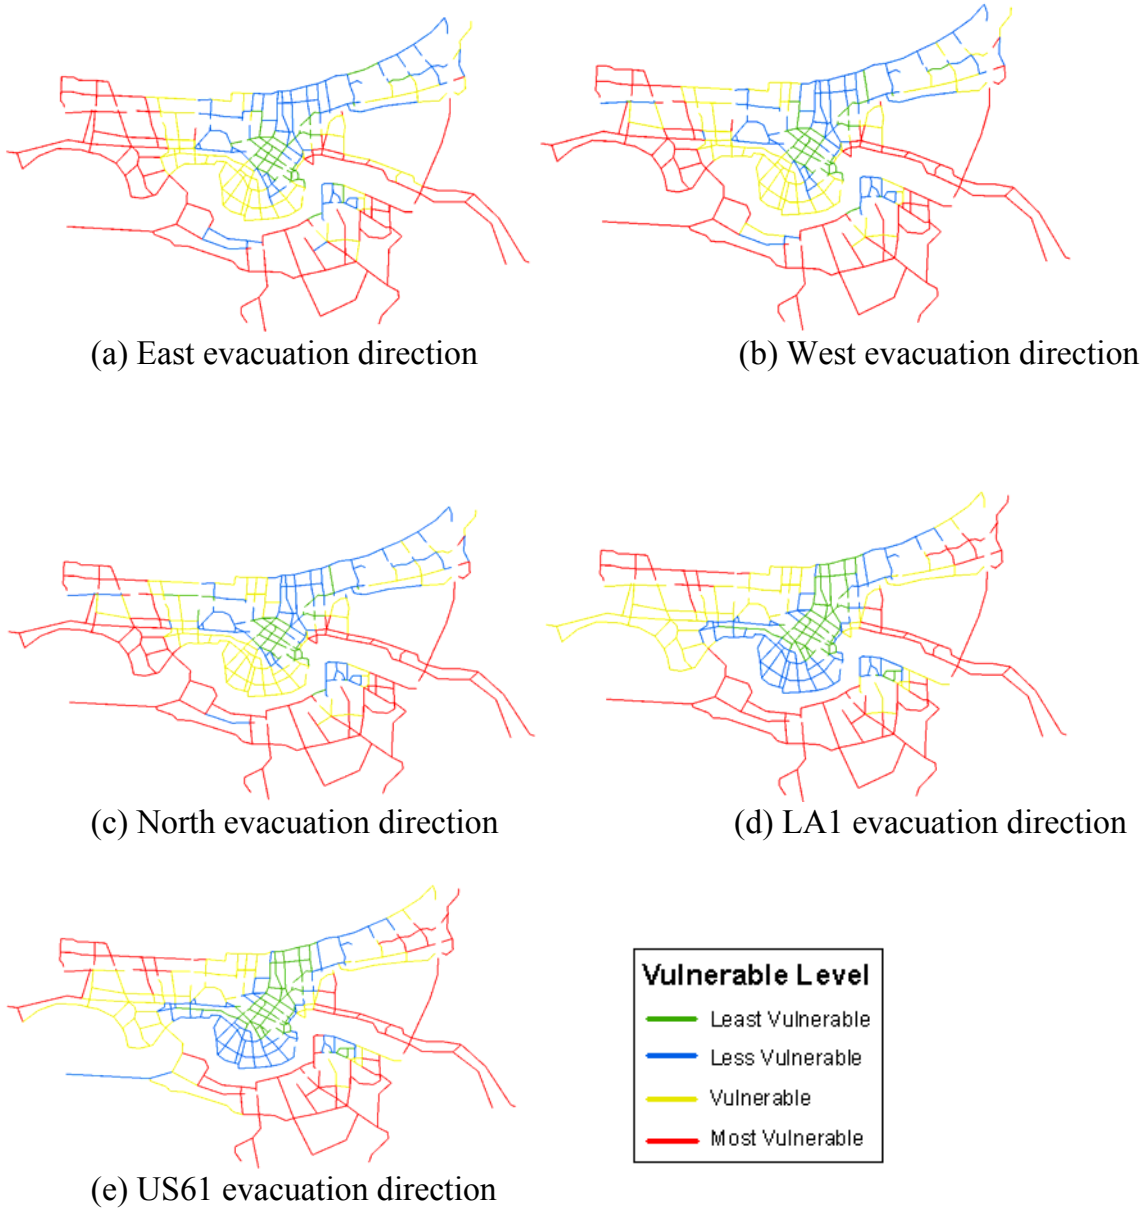 (a) East evacuation direction
(b) West evacuation direction
(c) North evacuation direction
(d) LA1 evacuation direction
(e) US61 evacuation direction
Vulnerable Level
Least Vulnerable
Less Vulnerable
Vulnerable
Most Vulnerable